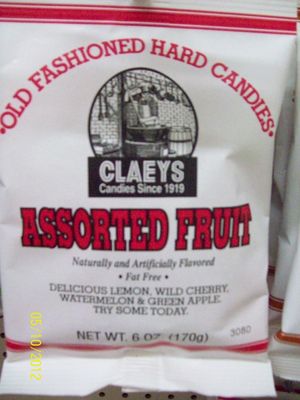 •OLD FASHIONED HARD CANDIES•
CLAEYS
Candies Since 1919
ASSORTED FRUIT
Naturally and Artificially Flavored
• Fat Free •
DELICIOUS LEMON, WILD CHERRY,
WATERMELON & GREEN APPLE.
TRY SOME TODAY.
NET WT. 6 OZ. (170g)
3080
05/10/2012